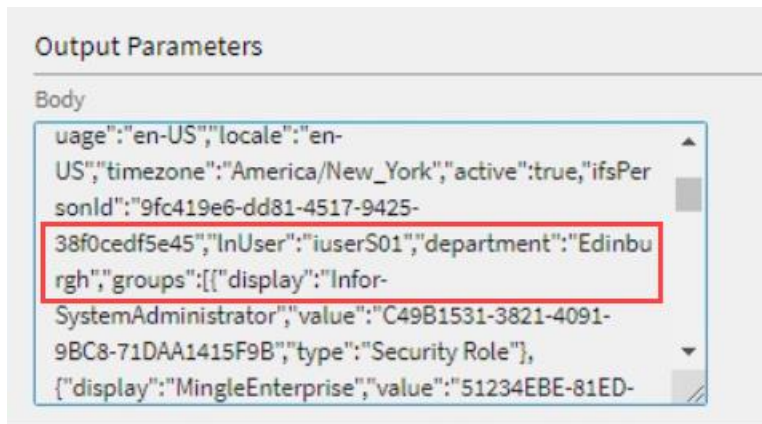 Output Parameters
Body
uage":"en-US","locale":"en-
US","timezone":"America/New_York","active":true,"ifsPer
sonId":"9fc419e6-dd81-4517-9425-
38f0cedf5e45","lnUser":"iuserS01","department":"Edinbu
rgh","groups":[{"display":"Infor-
SystemAdministrator","value":"C49B1531-3821-4091-
9BC8-71DAA1415F9B","type":"Security Role"},
{"display":"MingleEnterprise","value":"51234EBE-81ED-